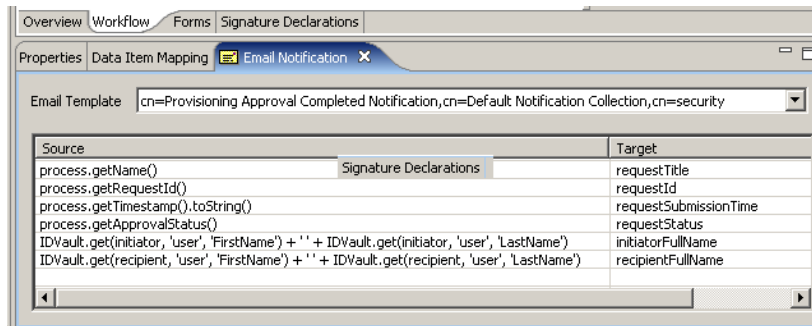 Overview Workflow Forms Signature Declarations
Properties Data Item Mapping Email Notification
Email Template cn=Provisioning Approval Completed Notification,cn=Default Notification Collection,cn=security
Source Target
Signature Declarations
process.getName() requestTitle
process.getRequestId() requestId
process.getTimestamp().toString() requestSubmissionTime
process.getApprovalStatus() requestStatus
IDVault.get(initiator, 'user', 'FirstName') + ' ' + IDVault.get(initiator, 'user', 'LastName') initiatorFullName
IDVault.get(recipient, 'user', 'FirstName') + ' ' + IDVault.get(recipient, 'user', 'LastName') recipientFullName